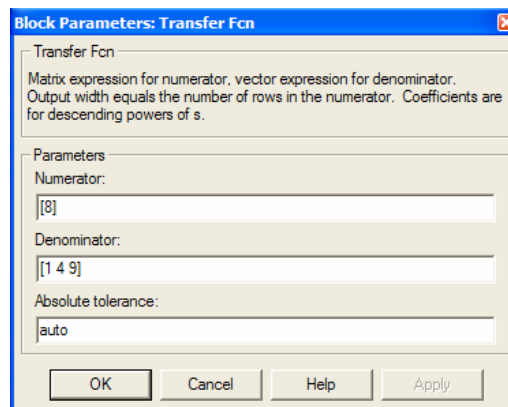 Block Parameters: Transfer Fcn
Transfer Fcn
Matrix expression for numerator, vector expression for denominator.
Output width equals the number of rows in the numerator. Coefficients are
for descending powers of s.
Parameters
Numerator:
[8]
Denominator:
[1 4 9]
Absolute tolerance:
auto
OK
Cancel
Help
Apply